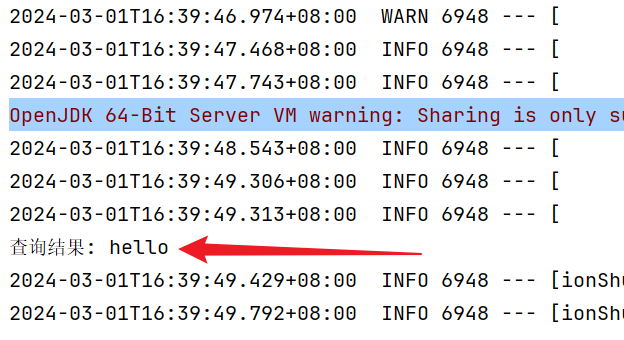 2024-03-01T16:39:46.974+08:00  WARN 6948 --- [
2024-03-01T16:39:47.468+08:00  INFO 6948 --- [
2024-03-01T16:39:47.743+08:00  INFO 6948 --- [
OpenJDK 64-Bit Server VM warning: Sharing is only su
2024-03-01T16:39:48.543+08:00  INFO 6948 --- [
2024-03-01T16:39:49.306+08:00  INFO 6948 --- [
2024-03-01T16:39:49.313+08:00  INFO 6948 --- [
查询结果: hello
2024-03-01T16:39:49.429+08:00  INFO 6948 --- [ionShu
2024-03-01T16:39:49.792+08:00  INFO 6948 --- [ionShu